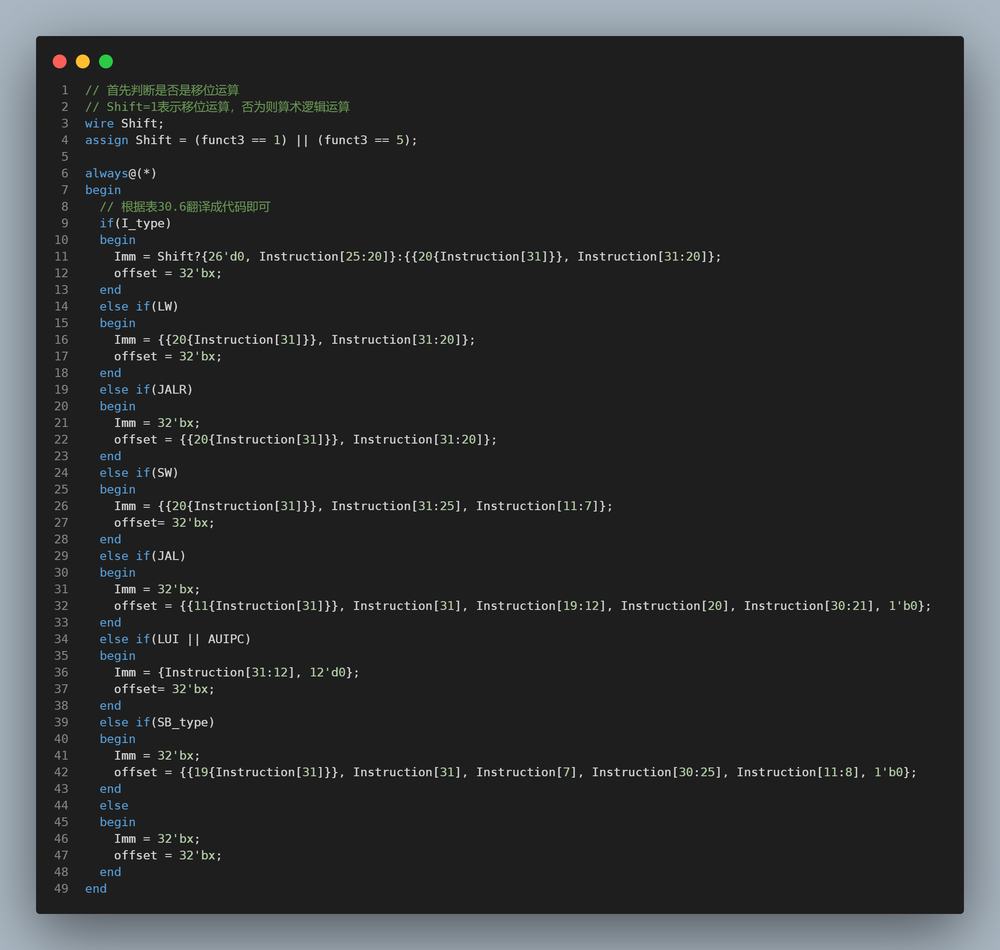 1 // 首先判断是否是移位运算
2 // Shift=1表示移位运算，否为则算术逻辑运算
3 wire Shift;
4 assign Shift = (funct3 == 1) || (funct3 == 5);
5
6 always@(*)
7 begin
8   // 根据表30.6翻译成代码即可
9   if(I_type)
10   begin
11     Imm = Shift?{26'd0, Instruction[25:20]}:{{20{Instruction[31]}}, Instruction[31:20]};
12     offset = 32'bx;
13   end
14   else if(LW)
15   begin
16     Imm = {{20{Instruction[31]}}, Instruction[31:20]};
17     offset = 32'bx;
18   end
19   else if(JALR)
20   begin
21     Imm = 32'bx;
22     offset = {{20{Instruction[31]}}, Instruction[31:20]};
23   end
24   else if(SW)
25   begin
26     Imm = {{20{Instruction[31]}}, Instruction[31:25], Instruction[11:7]};
27     offset= 32'bx;
28   end
29   else if(JAL)
30   begin
31     Imm = 32'bx;
32     offset = {{11{Instruction[31]}}, Instruction[31], Instruction[19:12], Instruction[20], Instruction[30:21], 1'b0};
33   end
34   else if(LUI || AUIPC)
35   begin
36     Imm = {Instruction[31:12], 12'd0};
37     offset= 32'bx;
38   end
39   else if(SB_type)
40   begin
41     Imm = 32'bx;
42     offset = {{19{Instruction[31]}}, Instruction[31], Instruction[7], Instruction[30:25], Instruction[11:8], 1'b0};
43   end
44   else
45   begin
46     Imm = 32'bx;
47     offset = 32'bx;
48   end
49 end